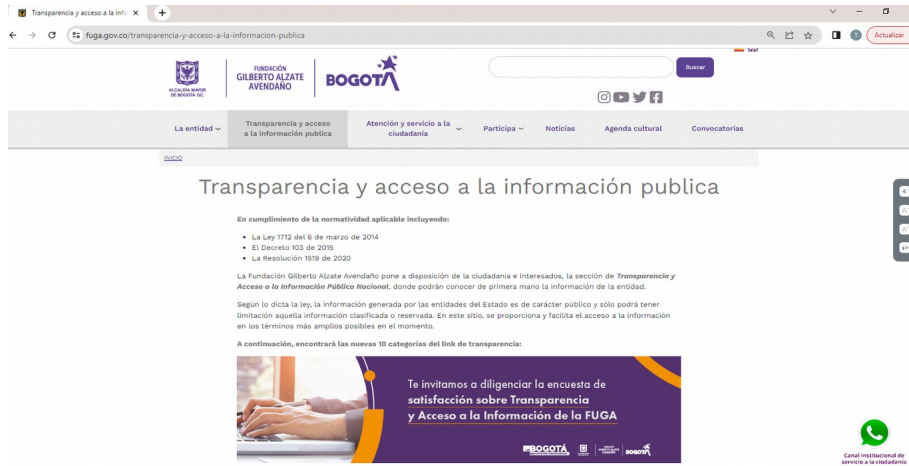 Transparencia y acceso a la info
fuga.gov.co/transparencia-y-acceso-a-la-informacion-publica
Actualizar
ALCALDÍA MAYOR
DE BOGOTÁ D.C.
FUNDACIÓN
GILBERTO ALZATE
AVENDAÑO
BOGOTÁ
Buscar
La entidad
Transparencia y acceso
a la información publica
Atención y servicio a la
ciudadanía
Participa
Noticias
Agenda cultural
Convocatorias
INICIO
Transparencia y acceso a la información publica
En cumplimiento de la normatividad aplicable incluyendo:
La Ley 1712 del 6 de marzo de 2014
El Decreto 103 de 2015
La Resolución 1519 de 2020
La Fundación Gilberto Alzate Avendaño pone a disposición de la ciudadanía e interesados, la sección de Transparencia y
Acceso a la Información Pública Nacional, donde podrán conocer de primera mano la información de la entidad.
Según lo dicta la ley, la información generada por las entidades del Estado es de carácter público y sólo podrá tener
limitación aquella información clasificada o reservada. En este sitio, se proporciona y facilita el acceso a la información
en los términos más amplios posibles en el momento.
A continuación, encontrará las nuevas 10 categorías del link de transparencia:
Te invitamos a diligenciar la encuesta de
satisfacción sobre Transparencia
y Acceso a la Información de la FUGA
BOGOTÁ
BOGOTÁ
Canal institucional de
servicio a la ciudadanía